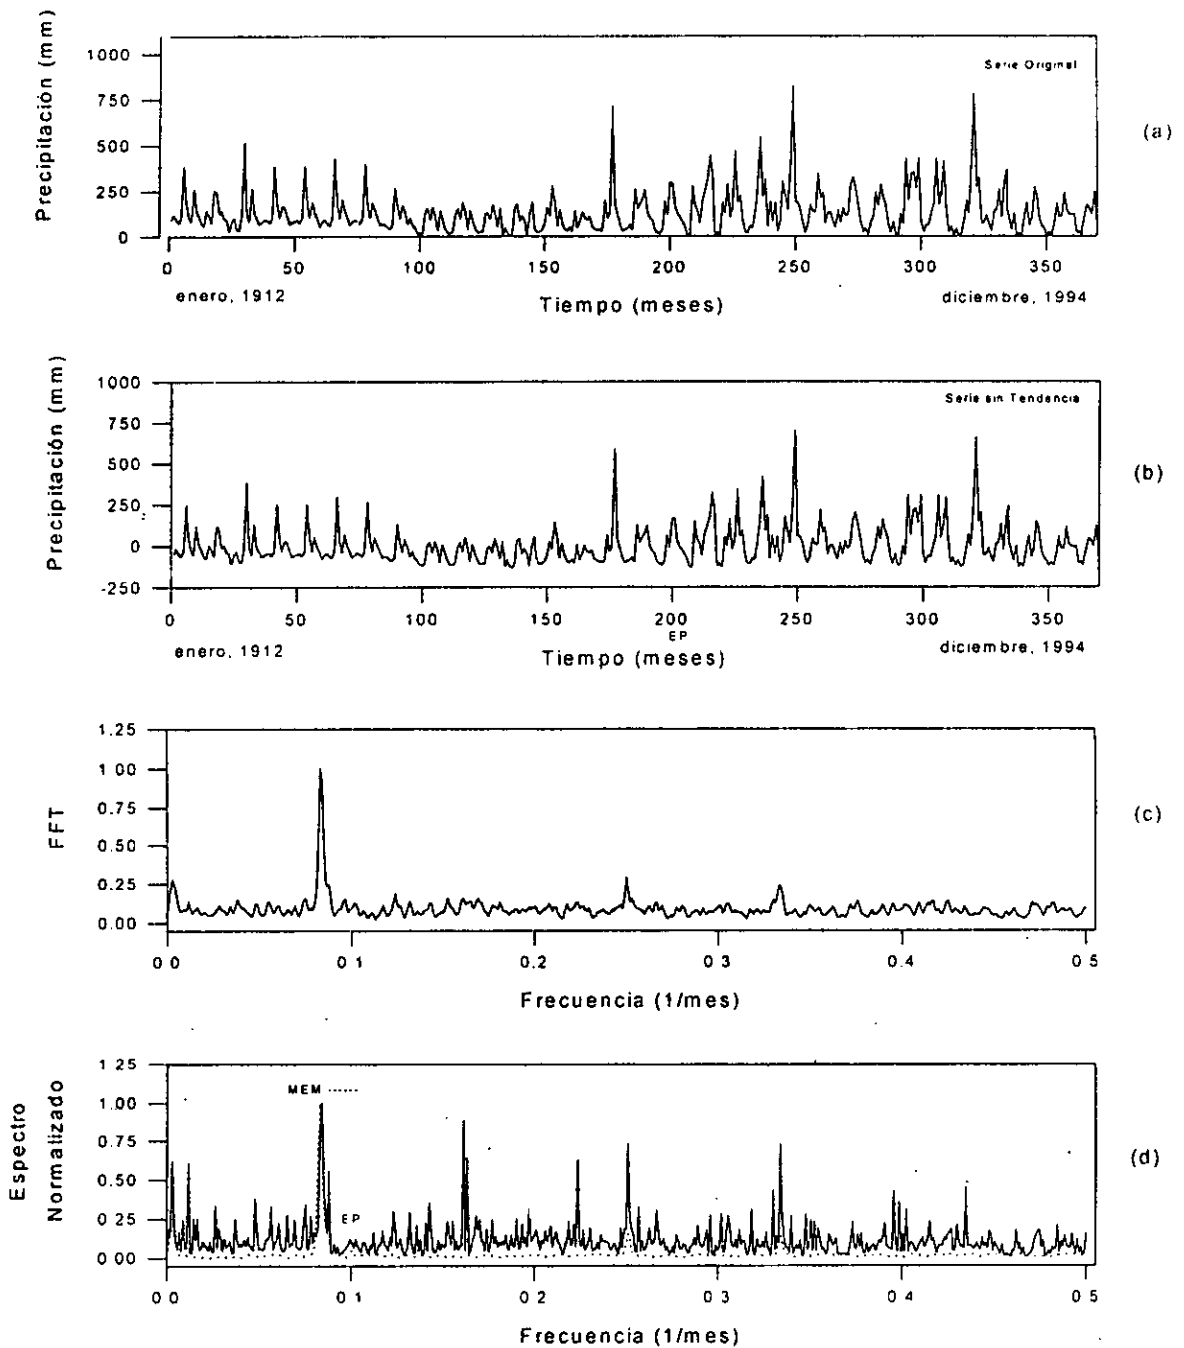 Precipitación (mm)
1000
750
500
250
0
Serie Original
(a)
0 50 100 150 200 250 300 350
enero, 1912
Tiempo (meses)
diciembre, 1994
Precipitación (mm)
1000
750
500
250
0
-250
Serie sin Tendencia
(b)
0 50 100 150 200 250 300 350
EP
enero, 1912
Tiempo (meses)
diciembre, 1994
FFT
1.25
1 00
0.75
0.50
0.25
0.00
(c)
0 0 0 1 0.2 0 3 0.4 0 5
Frecuencia (1/mes)
Espectro
Normalizado
1 25
1.00
0.75
0.50
0.25
0 00
MEM ......
EP
(d)
0 0 0 1 0 2 0 3 0 4 0 5
Frecuencia (1/mes)